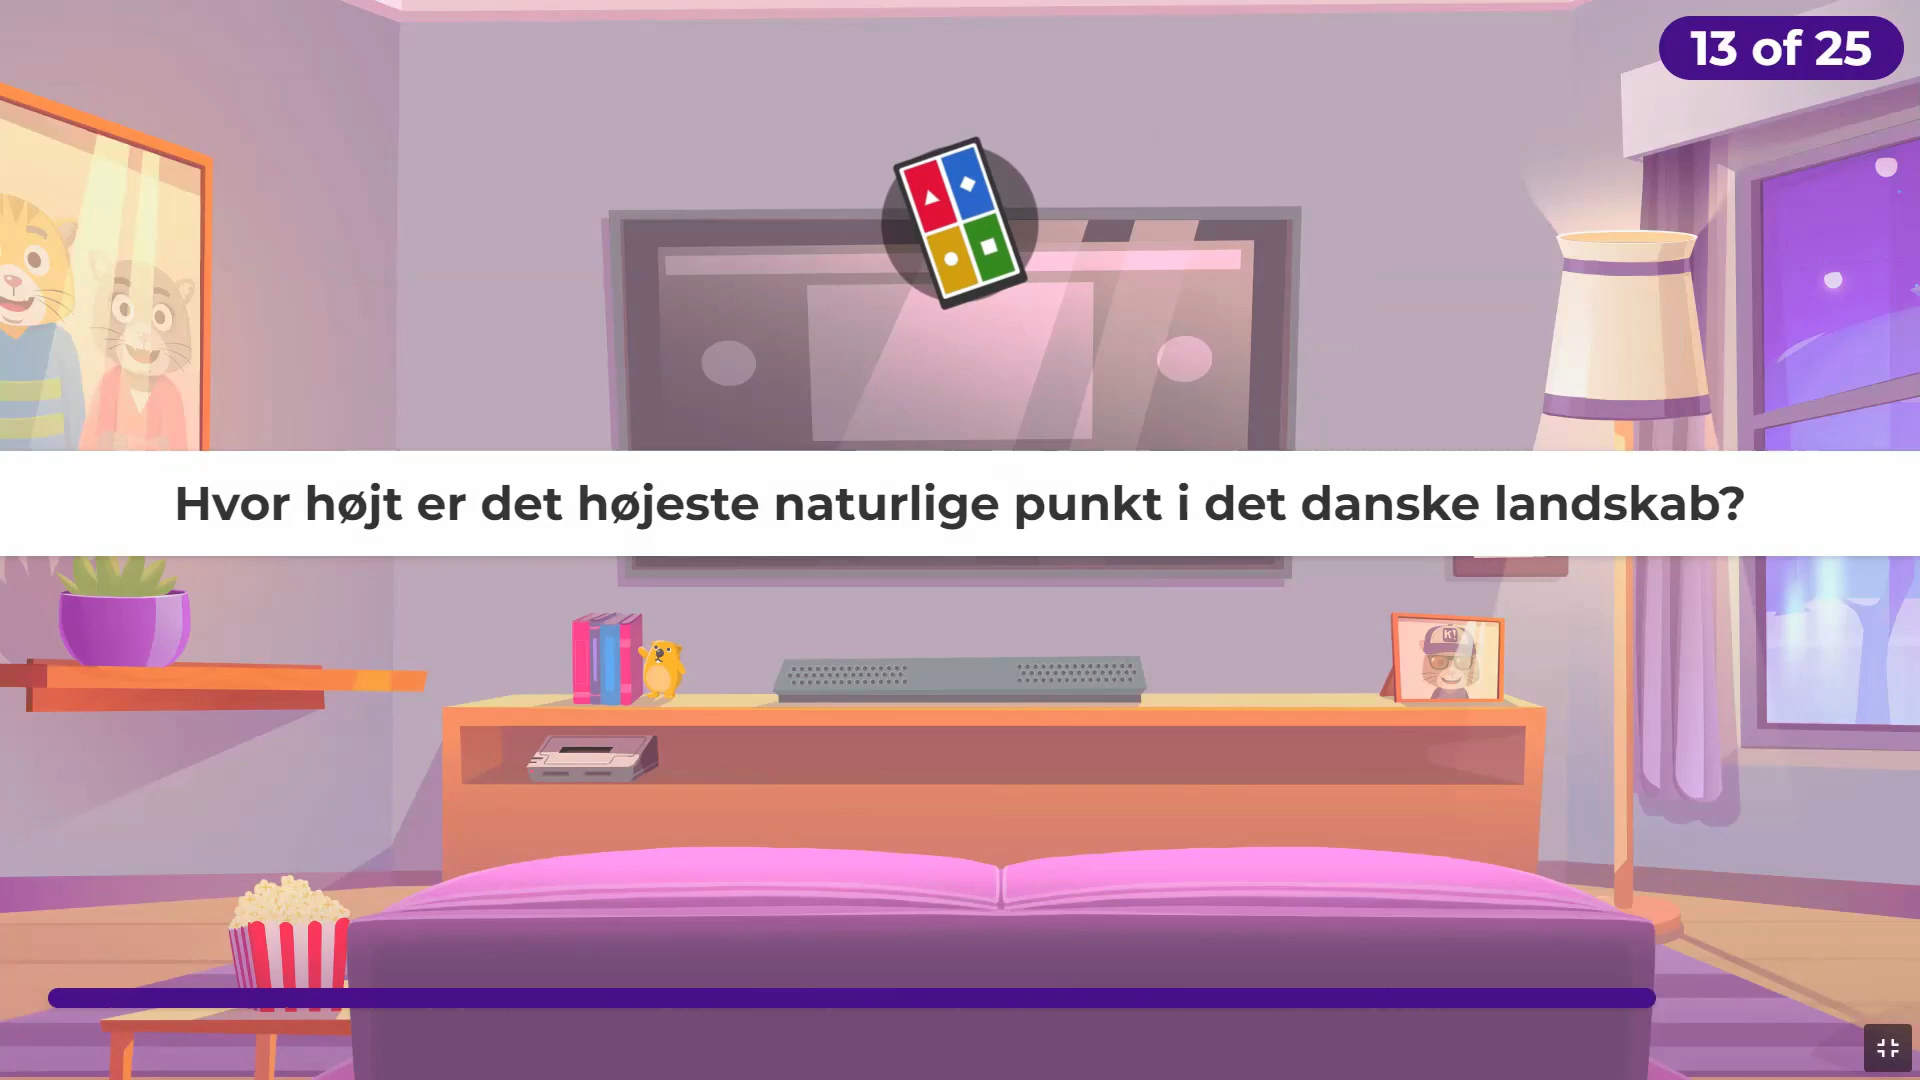 13 of 25
Hvor højt er det højeste naturlige punkt i det danske landskab?
K!